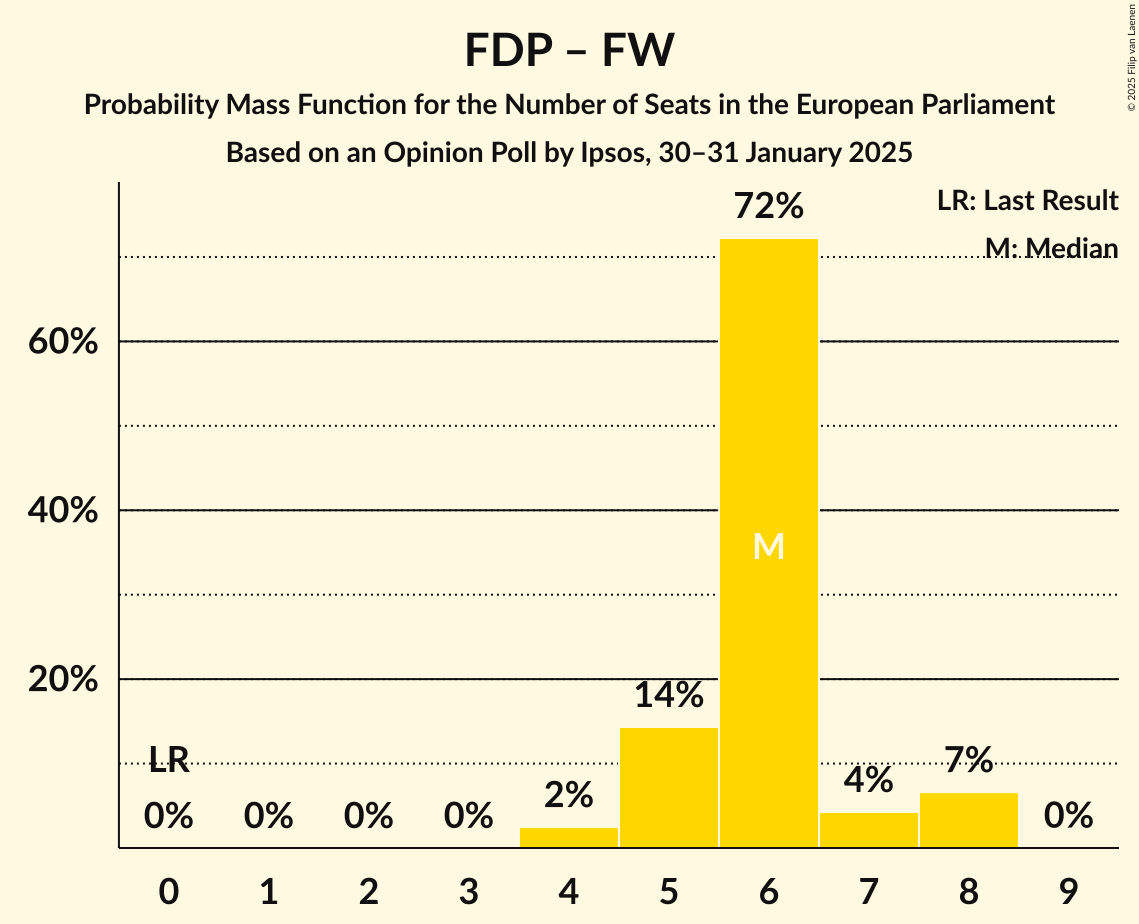 FDP – FW
Probability Mass Function for the Number of Seats in the European Parliament
Based on an Opinion Poll by Ipsos, 30–31 January 2025
© 2025 Filip van Laenen
LR: Last Result
M: Median
72%
60%
40%
M
20%
14%
LR
7%
4%
2%
0% 0% 0% 0% 0%
0 1 2 3 4 5 6 7 8 9